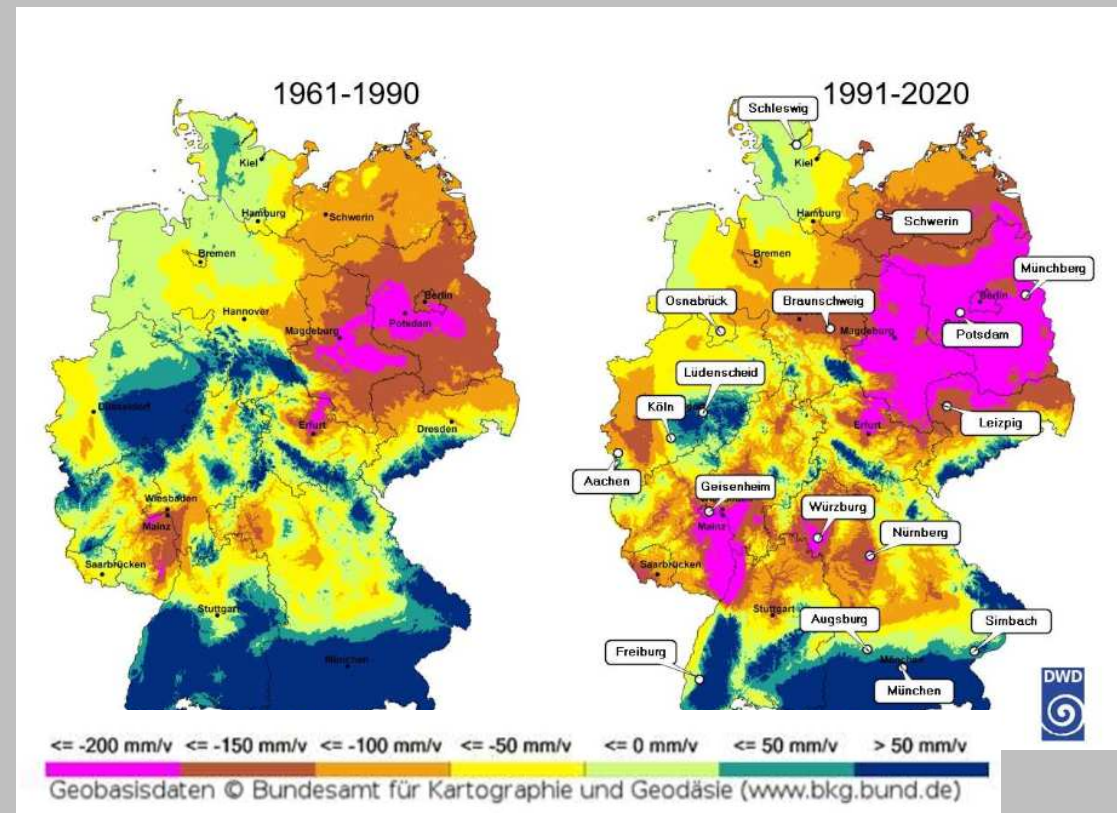 1961-1990
Kiel
Hamburg
Schwerin
Bremen
Hannover
Berlin
Potsdam
Magdeburg
Düsseldorf
Erfurt
Dresden
Wiesbaden
Mainz
Saarbrücken
Stuttgart
München
1991-2020
Schleswig
Kiel
Hamburg
Schwerin
Bremen
Münchberg
Berlin
Osnabrück
Braunschweig
Magdeburg
Potsdam
Lüdenscheid
Köln
Leizpig
Erfurt
Aachen
Geisenheim
Mainz
Würzburg
Nürnberg
Saarbrücken
Stuttgart
Augsburg
Simbach
Freiburg
München
München
DWD
<= -200 mm/v <= -150 mm/v <= -100 mm/v <= -50 mm/v <= 0 mm/v <= 50 mm/v > 50 mm/v
Geobasisdaten © Bundesamt für Kartographie und Geodäsie (www.bkg.bund.de)